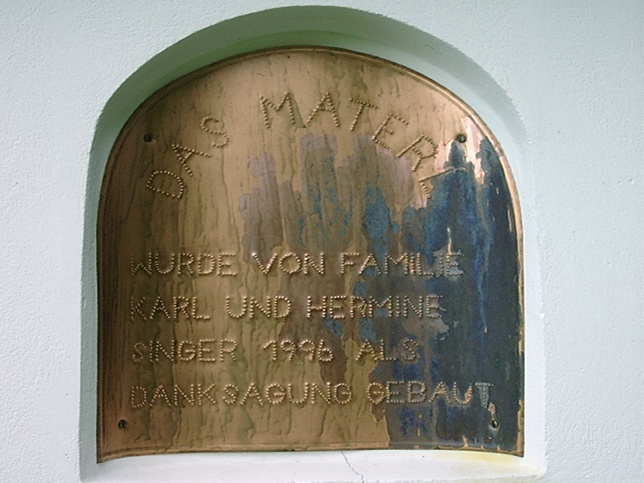 DAS MATERL
WURDE VON FAMILIE
KARL UND HERMINE
SINGER 1996 ALS
DANKSAGUNG GEBAUT